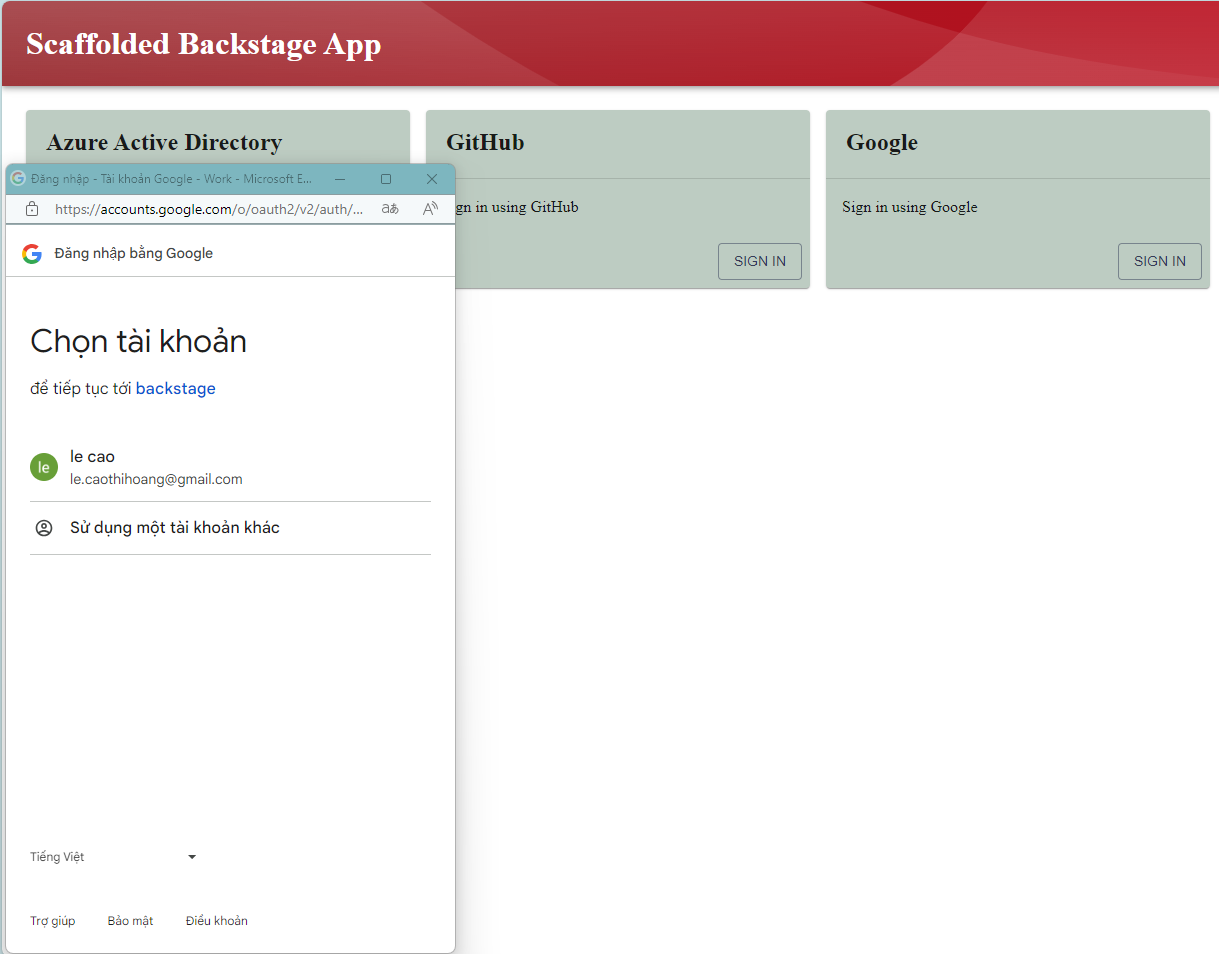 Scaffolded Backstage App
Azure Active Directory
GitHub
gn in using GitHub
SIGN IN
Google
Sign in using Google
SIGN IN
Đăng nhập - Tài khoản Google - Work - Microsoft E...
https://accounts.google.com/o/oauth2/v2/auth/...
aあ
A
Đăng nhập bằng Google
Chọn tài khoản
để tiếp tục tới backstage
le
le cao
le.caothihoang@gmail.com
Sử dụng một tài khoản khác
Tiếng Việt
Trợ giúp
Bảo mật
Điều khoản